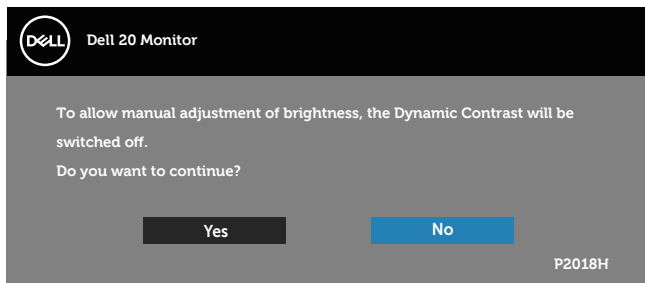 DELL
Dell 20 Monitor
To allow manual adjustment of brightness, the Dynamic Contrast will be
switched off.
Do you want to continue?
Yes No
P2018H